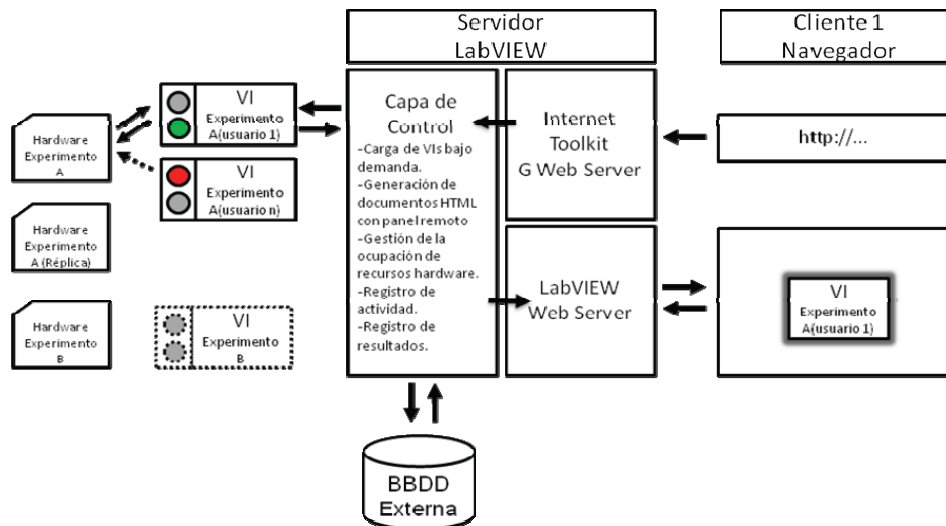 Servidor
LabVIEW
Cliente 1
Navegador
Hardware
Experimento
A
Hardware
Experimento
A (Réplica)
Hardware
Experimento
B
VI
Experimento
A(usuario 1)
VI
Experimento
A(usuario n)
VI
Experimento
B
Capa de
Control
-Carga de VIs bajo
demanda.
-Generación de
documentos HTML
con panel remoto
-Gestión de la
ocupación de
recursos hardware.
-Registro de
actividad.
-Registro de
resultados.
Internet
Toolkit
G Web Server
LabVIEW
Web Server
http://...
VI
Experimento
A(usuario 1)
BBDD
Externa